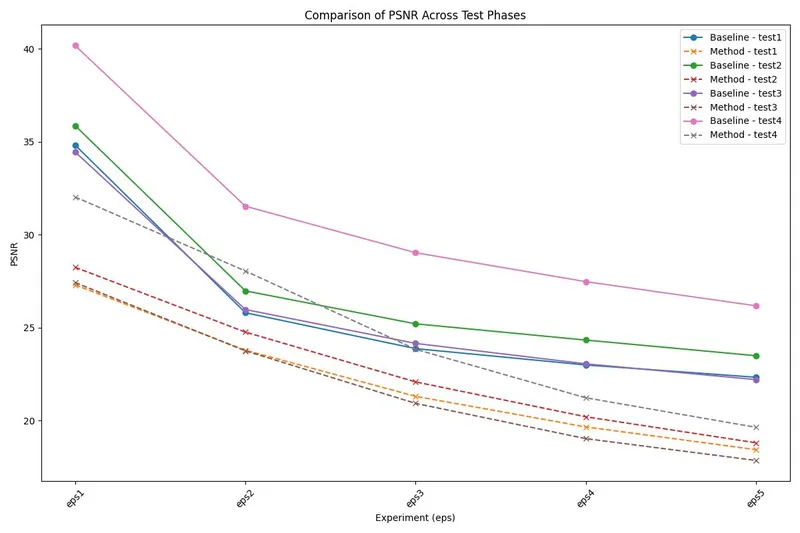 Comparison of PSNR Across Test Phases
Baseline - test1
Method - test1
Baseline - test2
Method - test2
Baseline - test3
Method - test3
Baseline - test4
Method - test4
PSNR
40
35
30
25
20
eps1
eps2
eps3
eps4
eps5
Experiment (eps)